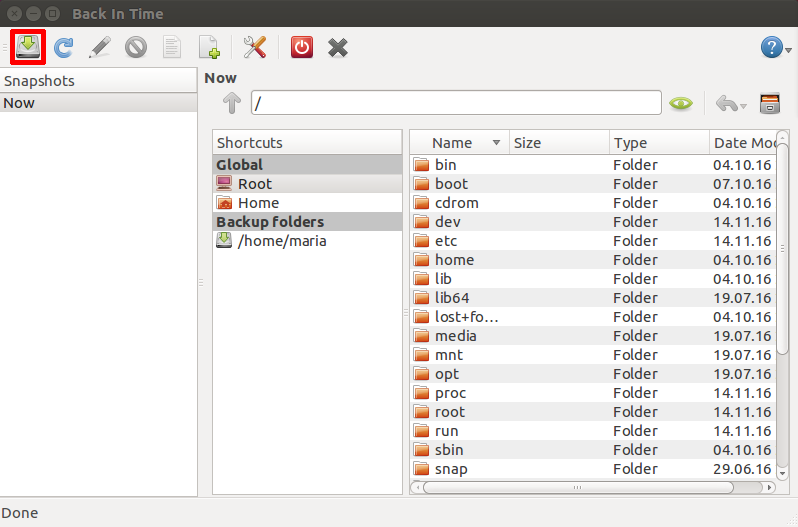 Back In Time
Snapshots
Now
Now
/
Shortcuts
Global
Root
Home
Backup folders
/home/maria
Name Size Type Date Mod
bin Folder 04.10.16
boot Folder 07.10.16
cdrom Folder 04.10.16
dev Folder 14.11.16
etc Folder 14.11.16
home Folder 04.10.16
lib Folder 04.10.16
lib64 Folder 19.07.16
lost+fo... Folder 04.10.16
media Folder 19.07.16
mnt Folder 19.07.16
opt Folder 19.07.16
proc Folder 14.11.16
root Folder 14.11.16
run Folder 14.11.16
sbin Folder 04.10.16
snap Folder 29.06.16
Done